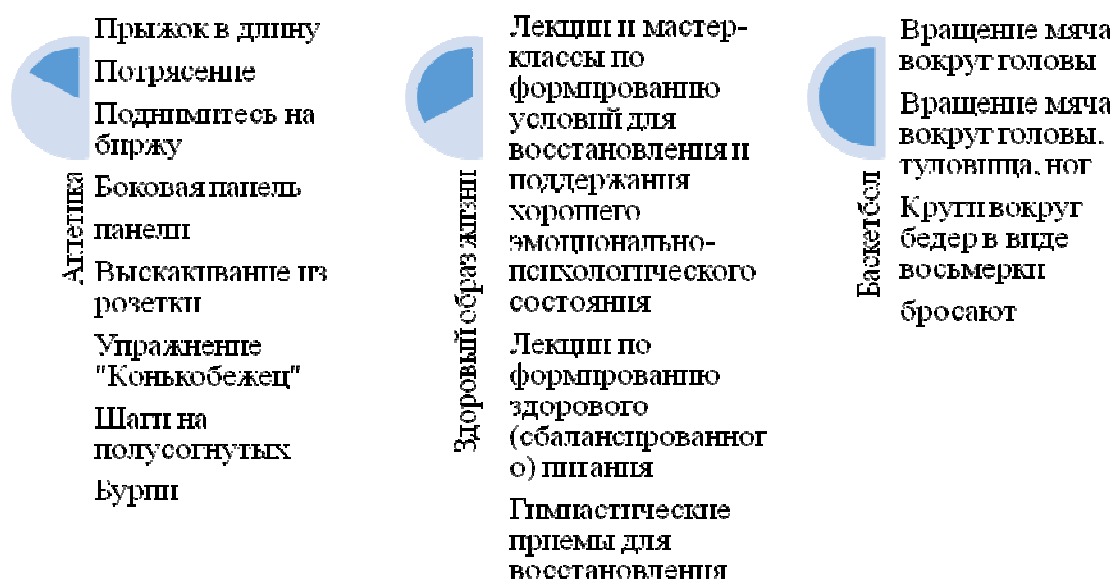 Атлетика
Прыжок в длину
Потрясение
Поднимитесь на
биржу
Боковая панель
панели
Выскакивание из
розетки
Упражнение
"Конькобежец"
Шаги на
полусогнутых
Бурпи
Здоровый образ жизни
Лекции и мастер-
классы по
формированию
условий для
восстановления и
поддержания
хорошего
эмоционально-
психологического
состояния
Лекции по
формированию
здорового
(сбалансированног
о) питания
Гимнастические
приемы для
восстановления
Баскетбол
Вращение мяча
вокруг головы
Вращение мяча
вокруг головы,
туловища, ног
Круги вокруг
бедер в виде
восьмерки
бросают